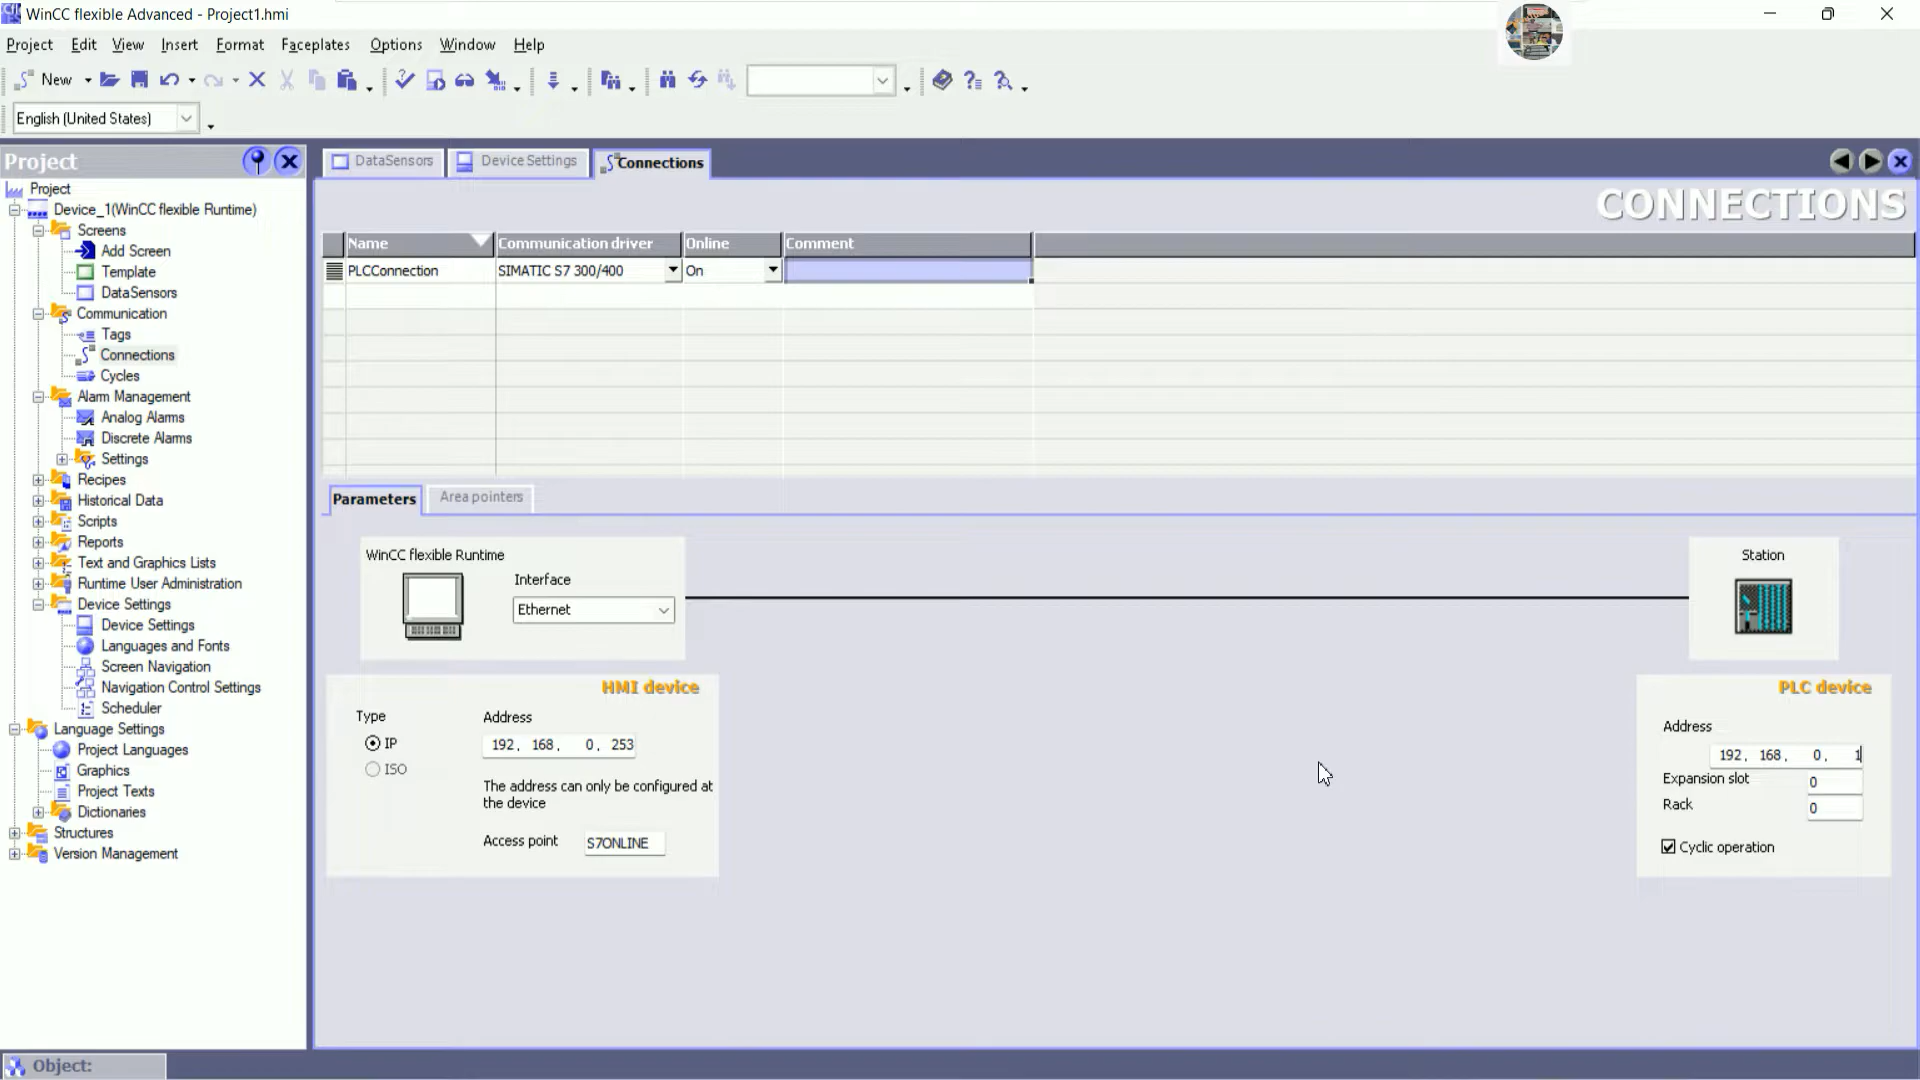 WinCC flexible Advanced - Project1.hmi
Project Edit View Insert Format Faceplates Options Window Help
New
English (United States)
Project
DataSensors Device Settings Connections
Project
Device_1(WinCC flexible Runtime)
Screens
Add Screen
Template
DataSensors
Communication
Tags
Connections
Cycles
Alarm Management
Analog Alarms
Discrete Alarms
Settings
Recipes
Historical Data
Scripts
Reports
Text and Graphics Lists
Runtime User Administration
Device Settings
Device Settings
Languages and Fonts
Screen Navigation
Navigation Control Settings
Scheduler
Language Settings
Project Languages
Graphics
Project Texts
Dictionaries
Structures
Version Management
CONNECTIONS
Name Communication driver Online Comment
PLCConnection SIMATIC S7 300/400 On
Parameters Area pointers
WinCC flexible Runtime
Interface
Ethernet
Station
HMI device
Type Address
IP 192. 168. 0. 253
ISO
The address can only be configured at
the device
Access point S7ONLINE
PLC device
Address
192. 168. 0. 1
Expansion slot 0
Rack 0
Cyclic operation
Object: